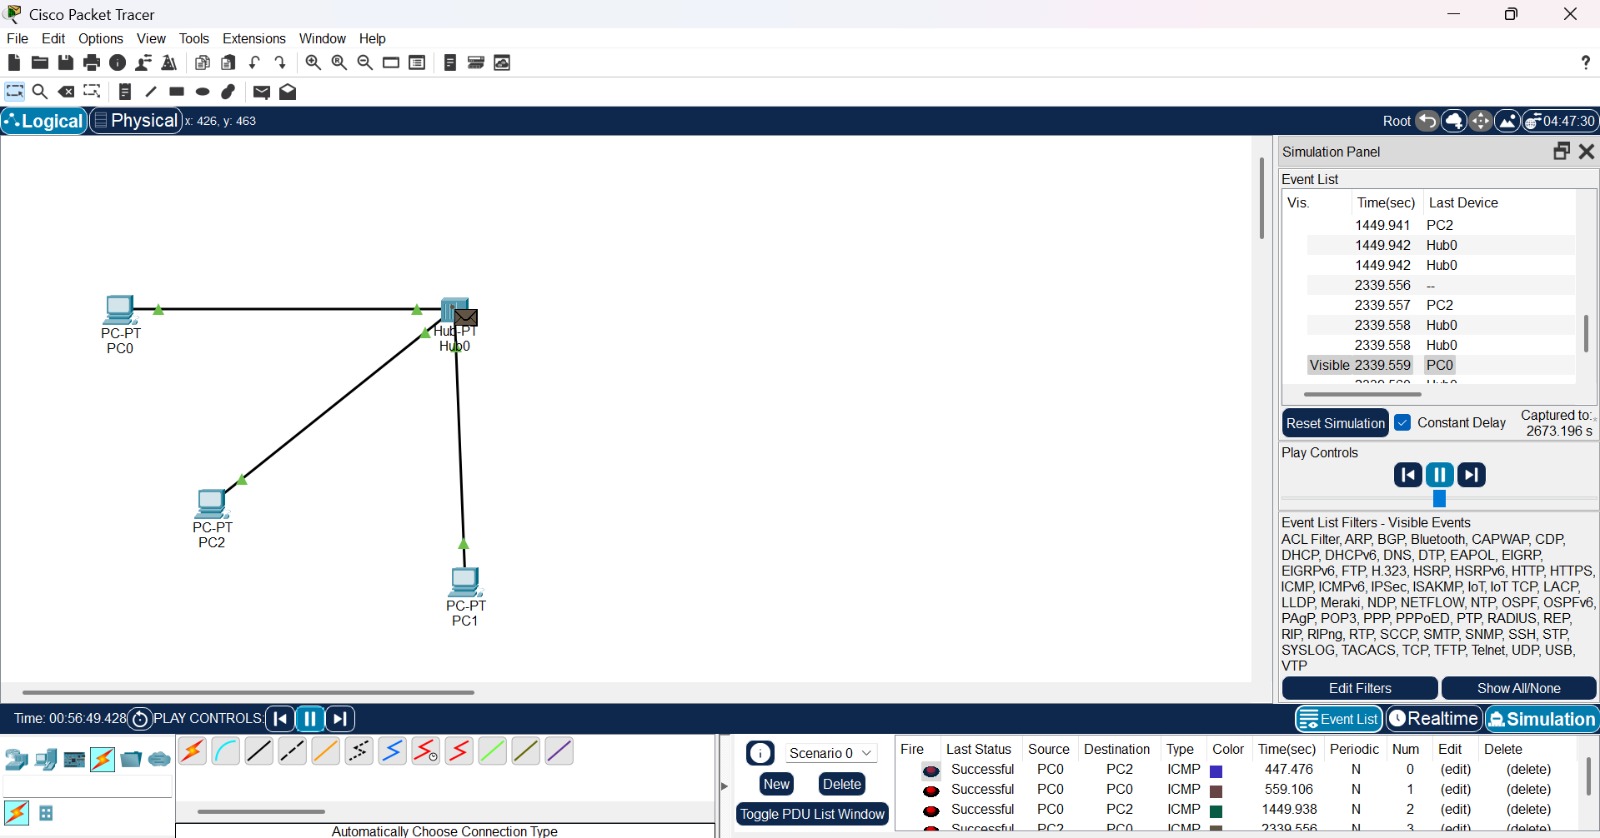 Cisco Packet Tracer
File Edit Options View Tools Extensions Window Help
?
Logical Physical x: 426, y: 463 Root 04:47:30
Simulation Panel
Event List
Vis. Time(sec) Last Device
1449.941 PC2
1449.942 Hub0
1449.942 Hub0
2339.556 --
2339.557 PC2
2339.558 Hub0
2339.558 Hub0
Visible 2339.559 PC0
2339.560 Hub0
Reset Simulation Constant Delay Captured to:
2673.196 s
Play Controls
Event List Filters - Visible Events
ACL Filter, ARP, BGP, Bluetooth, CAPWAP, CDP,
DHCP, DHCPv6, DNS, DTP, EAPOL, EIGRP,
EIGRPv6, FTP, H.323, HSRP, HSRPv6, HTTP, HTTPS,
ICMP, ICMPv6, IPSec, ISAKMP, IoT, IoT TCP, LACP,
LLDP, Meraki, NDP, NETFLOW, NTP, OSPF, OSPFv6,
PAgP, POP3, PPP, PPPoED, PTP, RADIUS, REP,
RIP, RIPng, RTP, SCCP, SMTP, SNMP, SSH, STP,
SYSLOG, TACACS, TCP, TFTP, Telnet, UDP, USB,
VTP
Edit Filters Show All/None
PC-PT
PC0
Hub-PT
Hub0
PC-PT
PC2
PC-PT
PC1
Time: 00:56:49.428 PLAY CONTROLS: Event List Realtime Simulation
Automatically Choose Connection Type
Scenario 0
New Delete
Toggle PDU List Window
Fire Last Status Source Destination Type Color Time(sec) Periodic Num Edit Delete
Successful PC0 PC2 ICMP 447.476 N 0 (edit) (delete)
Successful PC0 PC0 ICMP 559.106 N 1 (edit) (delete)
Successful PC0 PC2 ICMP 1449.938 N 2 (edit) (delete)
Successful PC2 PC0 ICMP 2339.556 N 3 (edit) (delete)